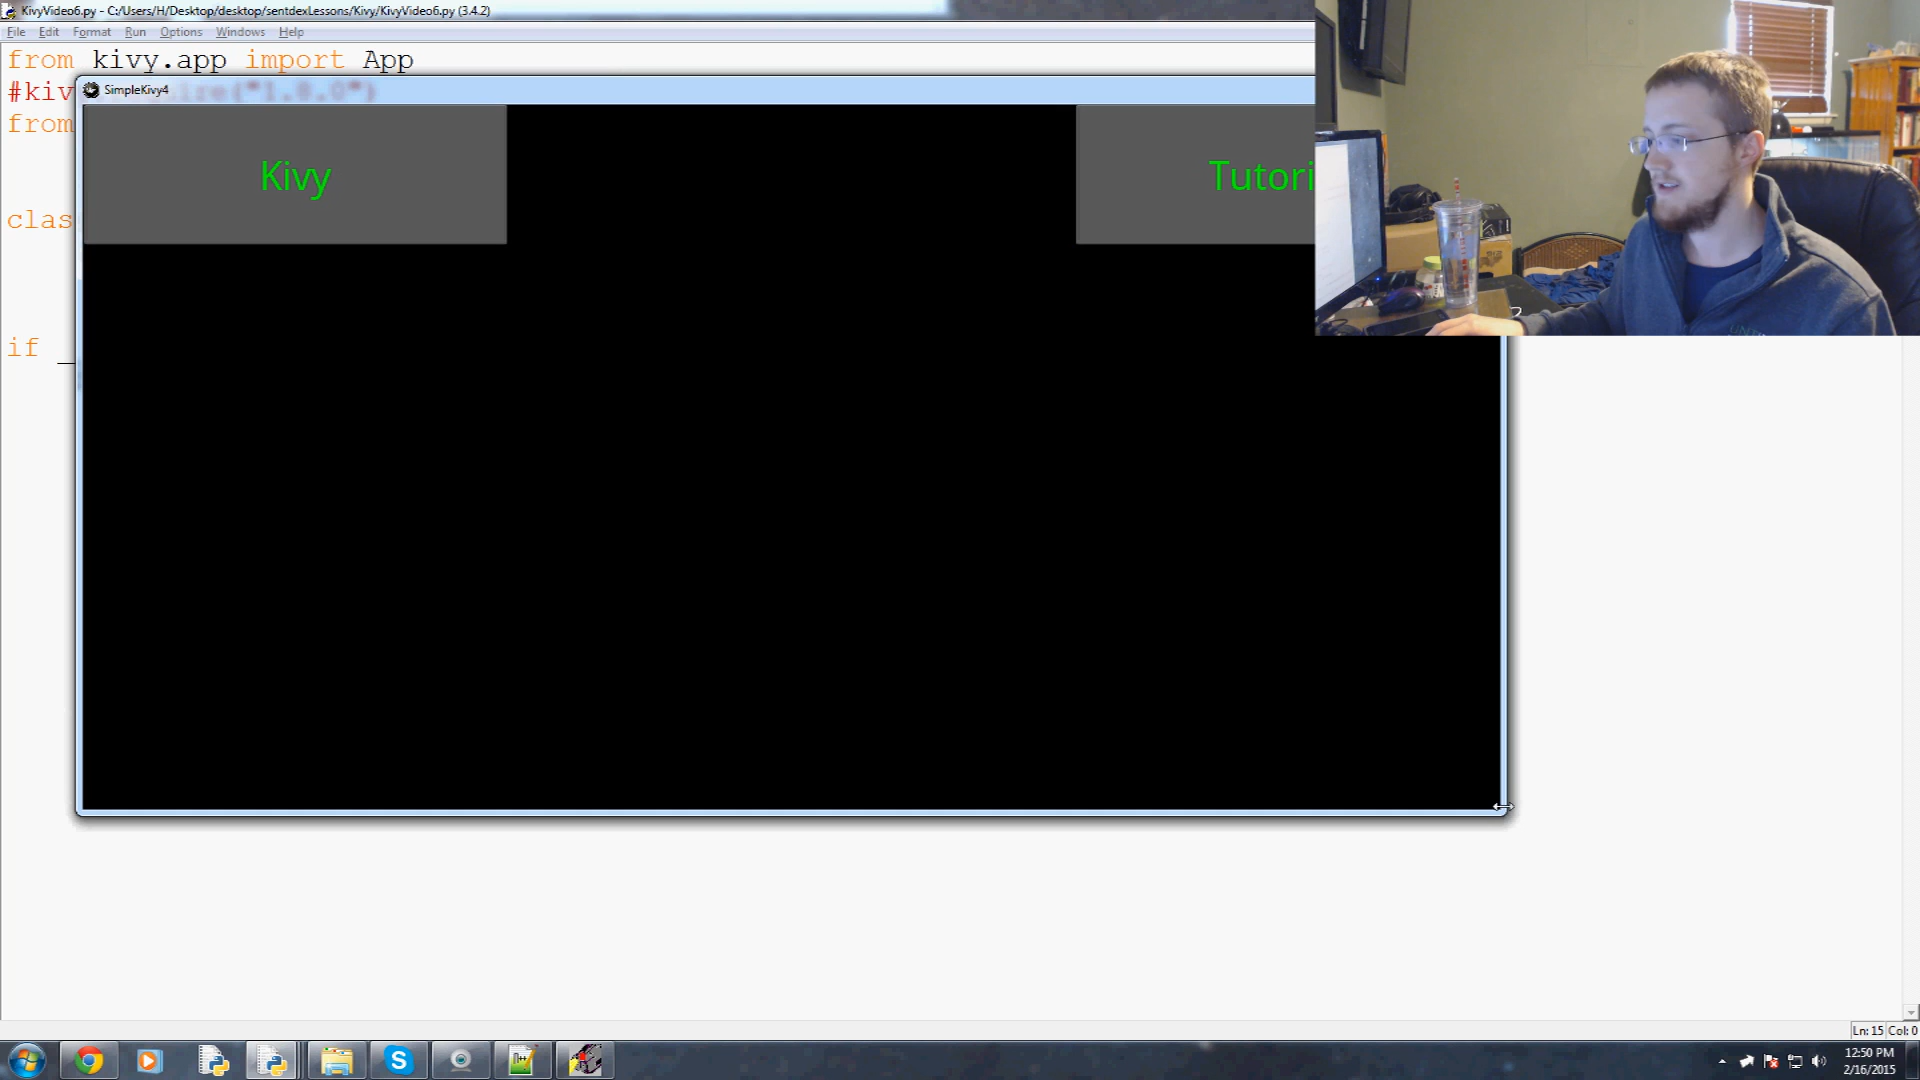 KivyVideo6.py - C:/Users/H/Desktop/desktop/sentdexLessons/Kivy/KivyVideo6.py (3.4.2)
File Edit Format Run Options Windows Help
from kivy.app import App
#kiv
SimpleKivy4
from
Kivy
Tutori
clas
if _
Ln: 15 Col: 0
12:50 PM
2/16/2015